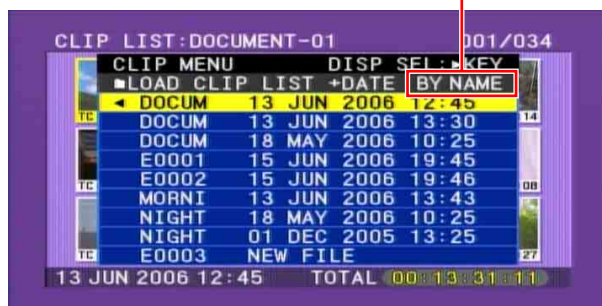 CLIP LIST:DOCUMENT-01 001/034
CLIP MENU DISP SEL:►KEY
LOAD CLIP LIST +DATE BY NAME
◄ DOCUM 13 JUN 2006 12:45
DOCUM 13 JUN 2006 13:30
DOCUM 18 MAY 2006 10:25
E0001 15 JUN 2006 19:45
E0002 15 JUN 2006 19:46
MORNI 13 JUN 2006 13:43
NIGHT 18 MAY 2006 10:25
NIGHT 01 DEC 2005 13:25
E0003 NEW FILE
TC 14
TC 08
TC 27
13 JUN 2006 12:45 TOTAL 00:13:31:11